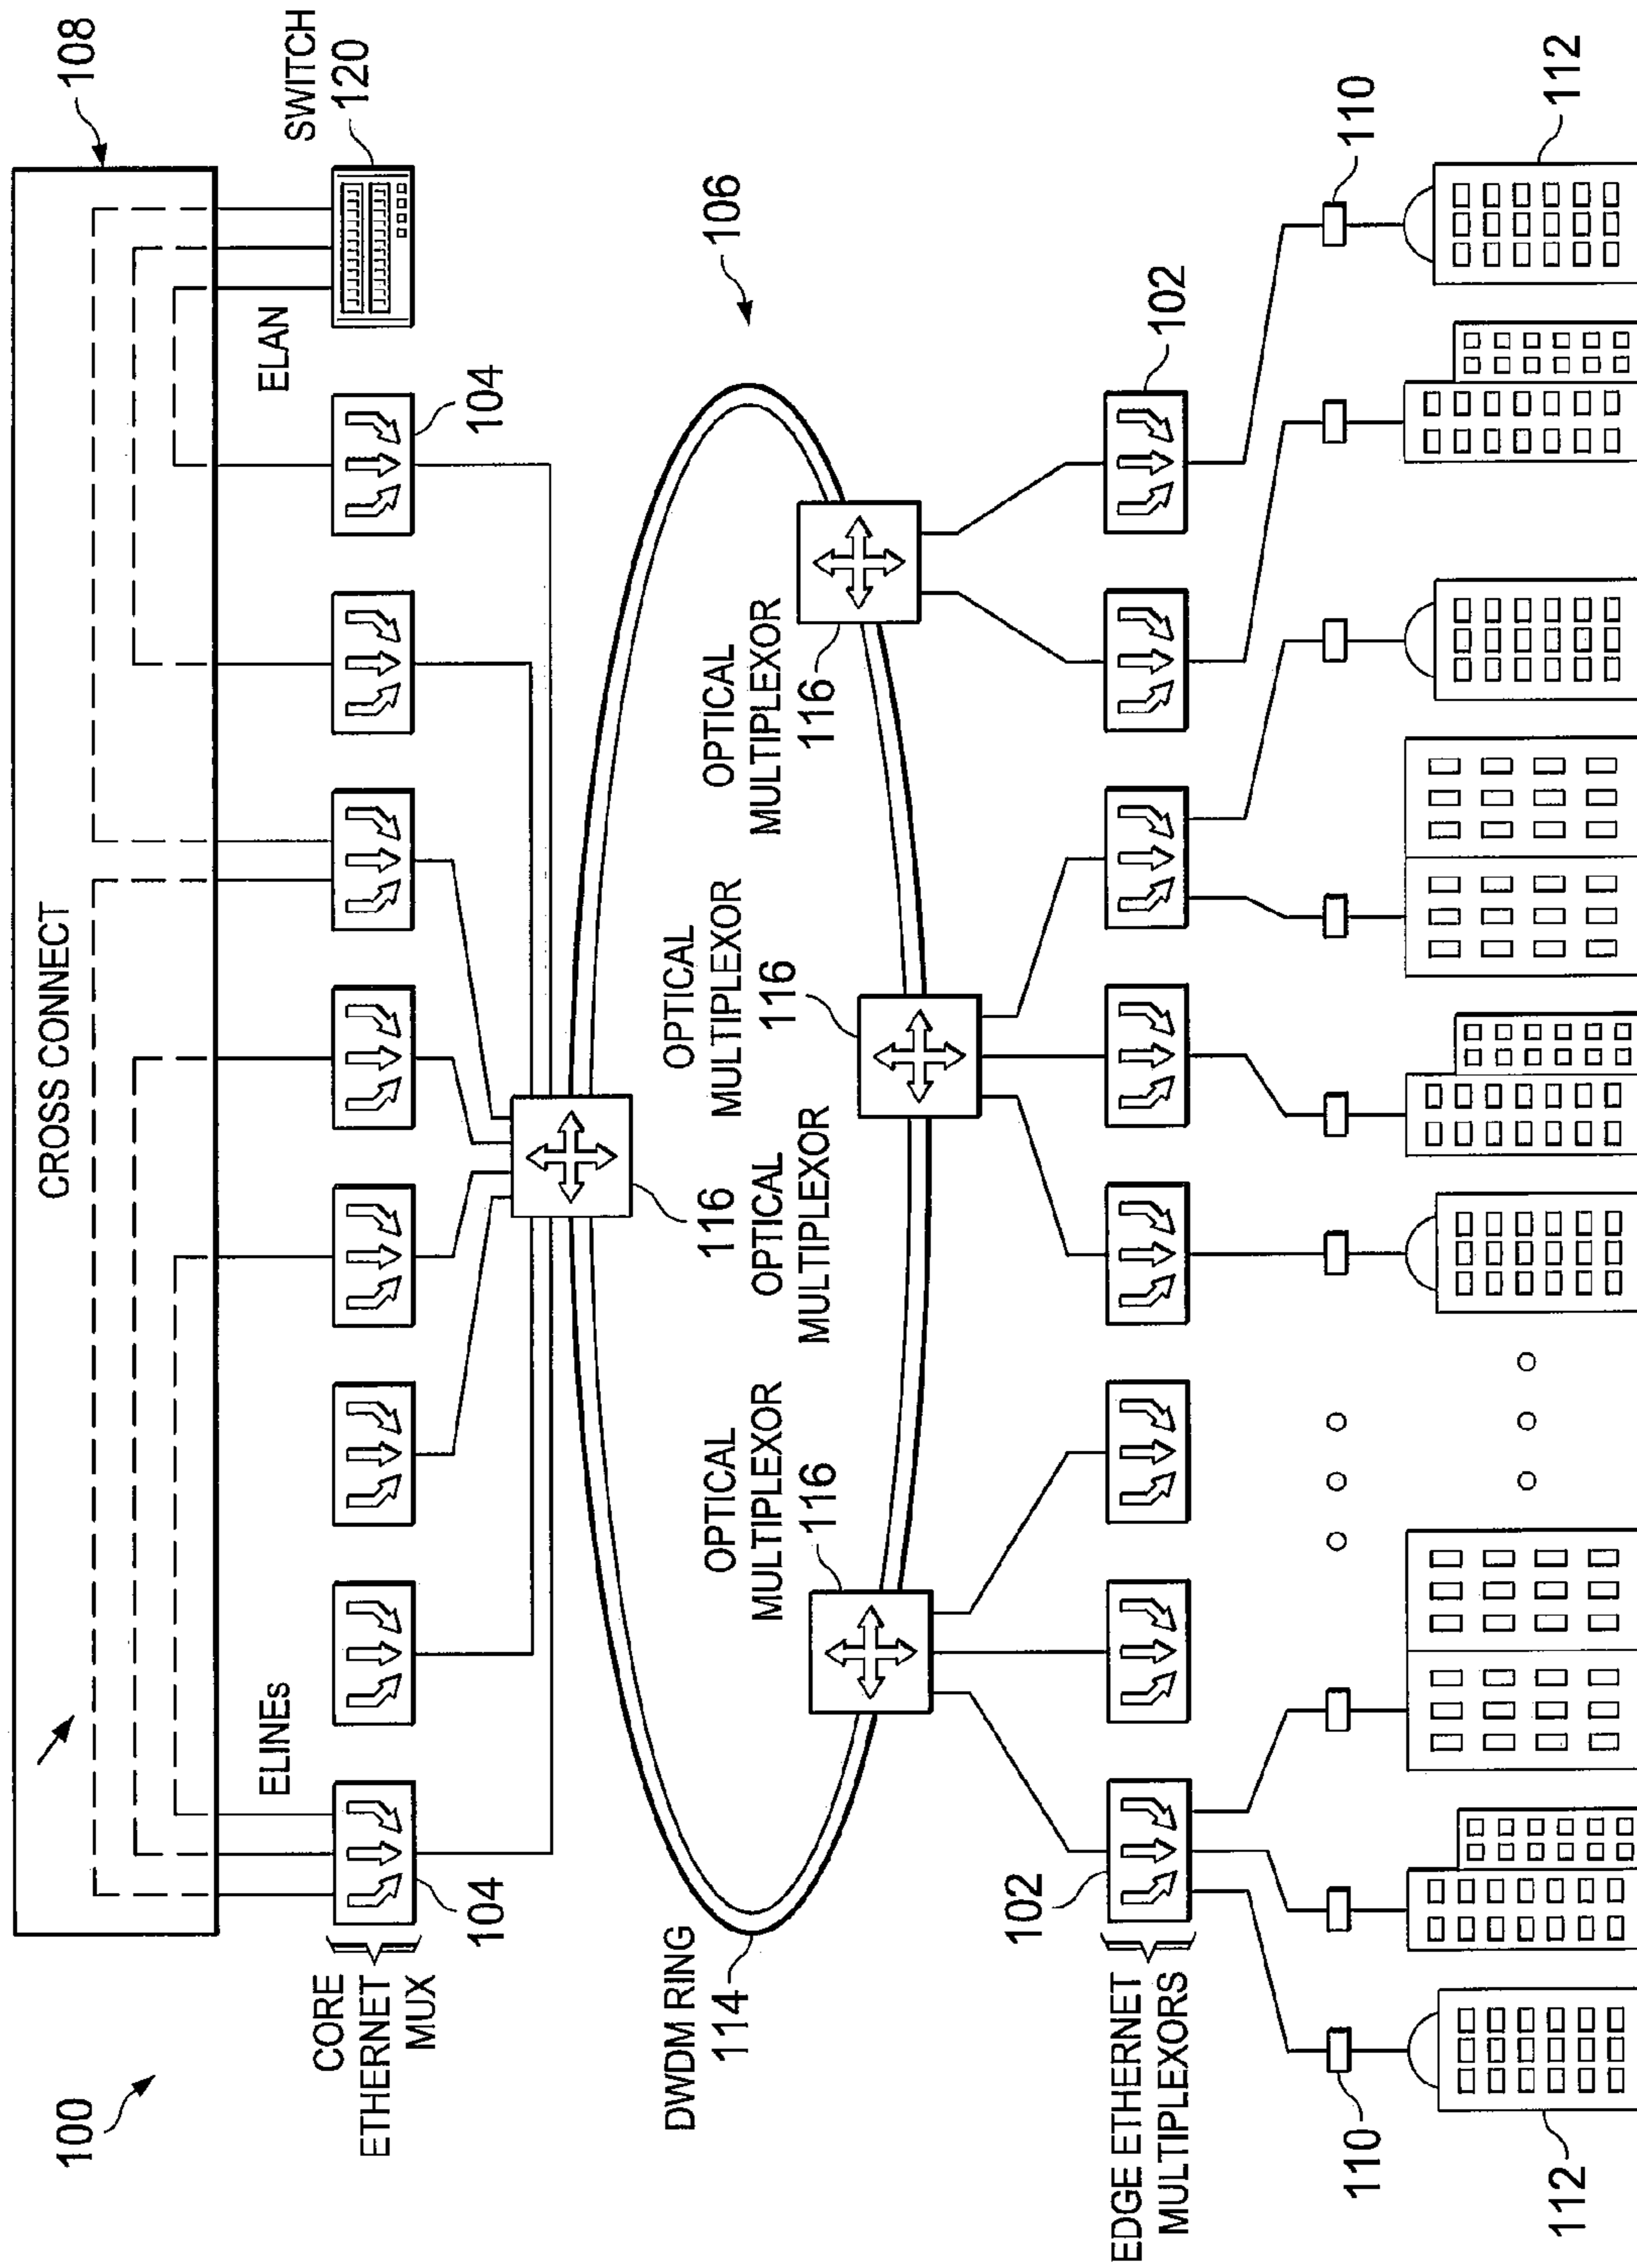 100
CROSS CONNECT
108
ELINEs
ELAN
SWITCH
120
CORE
ETHERNET
MUX
104
104
116
OPTICAL
MULTIPLEXOR
106
DWDM RING
114
OPTICAL
MULTIPLEXOR
116
OPTICAL
MULTIPLEXOR
116
OPTICAL
MULTIPLEXOR
116
EDGE ETHERNET
MULTIPLEXORS
102
102
110
110
112
112